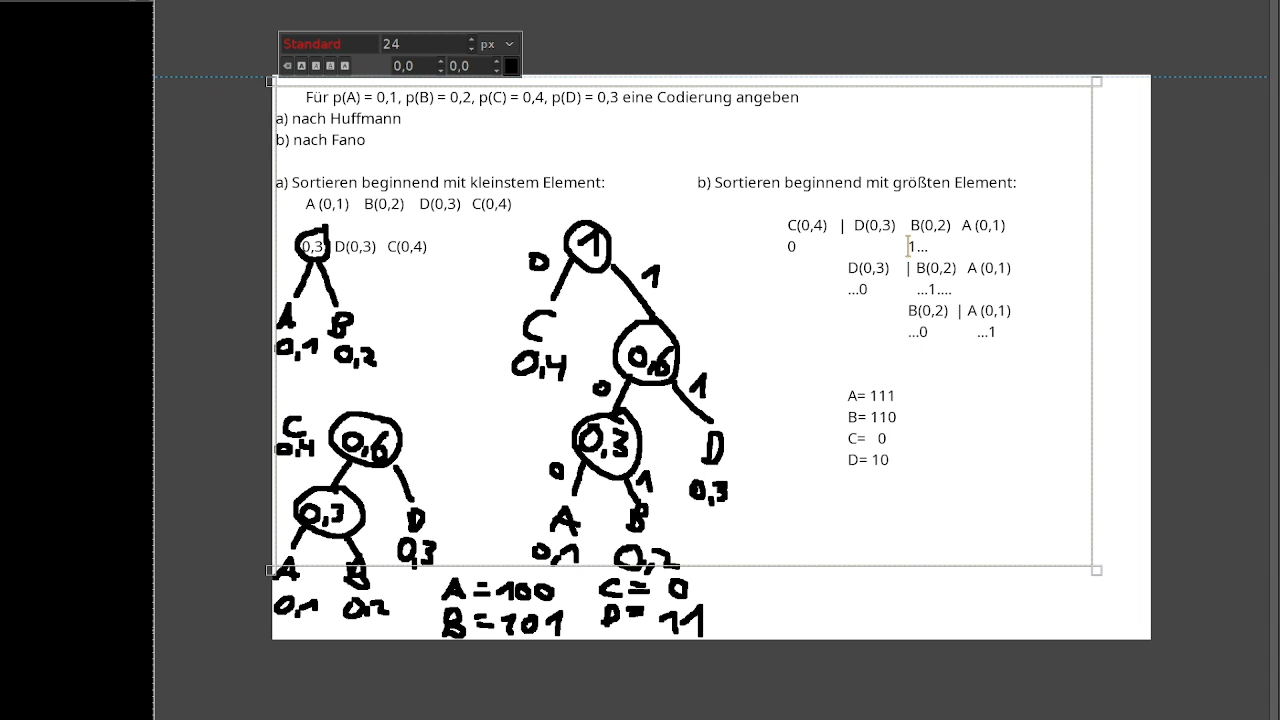 Standard 24 px
0,0 0,0
Für p(A) = 0,1, p(B) = 0,2, p(C) = 0,4, p(D) = 0,3 eine Codierung angeben
a) nach Huffmann
b) nach Fano
a) Sortieren beginnend mit kleinstem Element:
A (0,1) B(0,2) D(0,3) C(0,4)
0,3 D(0,3) C(0,4)
A B
0,1 0,2
C 0,6
0,4
0,3 D
0,3
A B
0,1 0,2
1
0 1
C 0,6
0,4
0 1
0,3 D
0,3
0 1
A B
0,1 0,2
A = 100 C = 0
B = 101 D = 11
b) Sortieren beginnend mit größten Element:
C(0,4) | D(0,3) B(0,2) A (0,1)
0 1...
D(0,3) | B(0,2) A (0,1)
...0 ...1....
B(0,2) | A (0,1)
...0 ...1
A= 111
B= 110
C= 0
D= 10